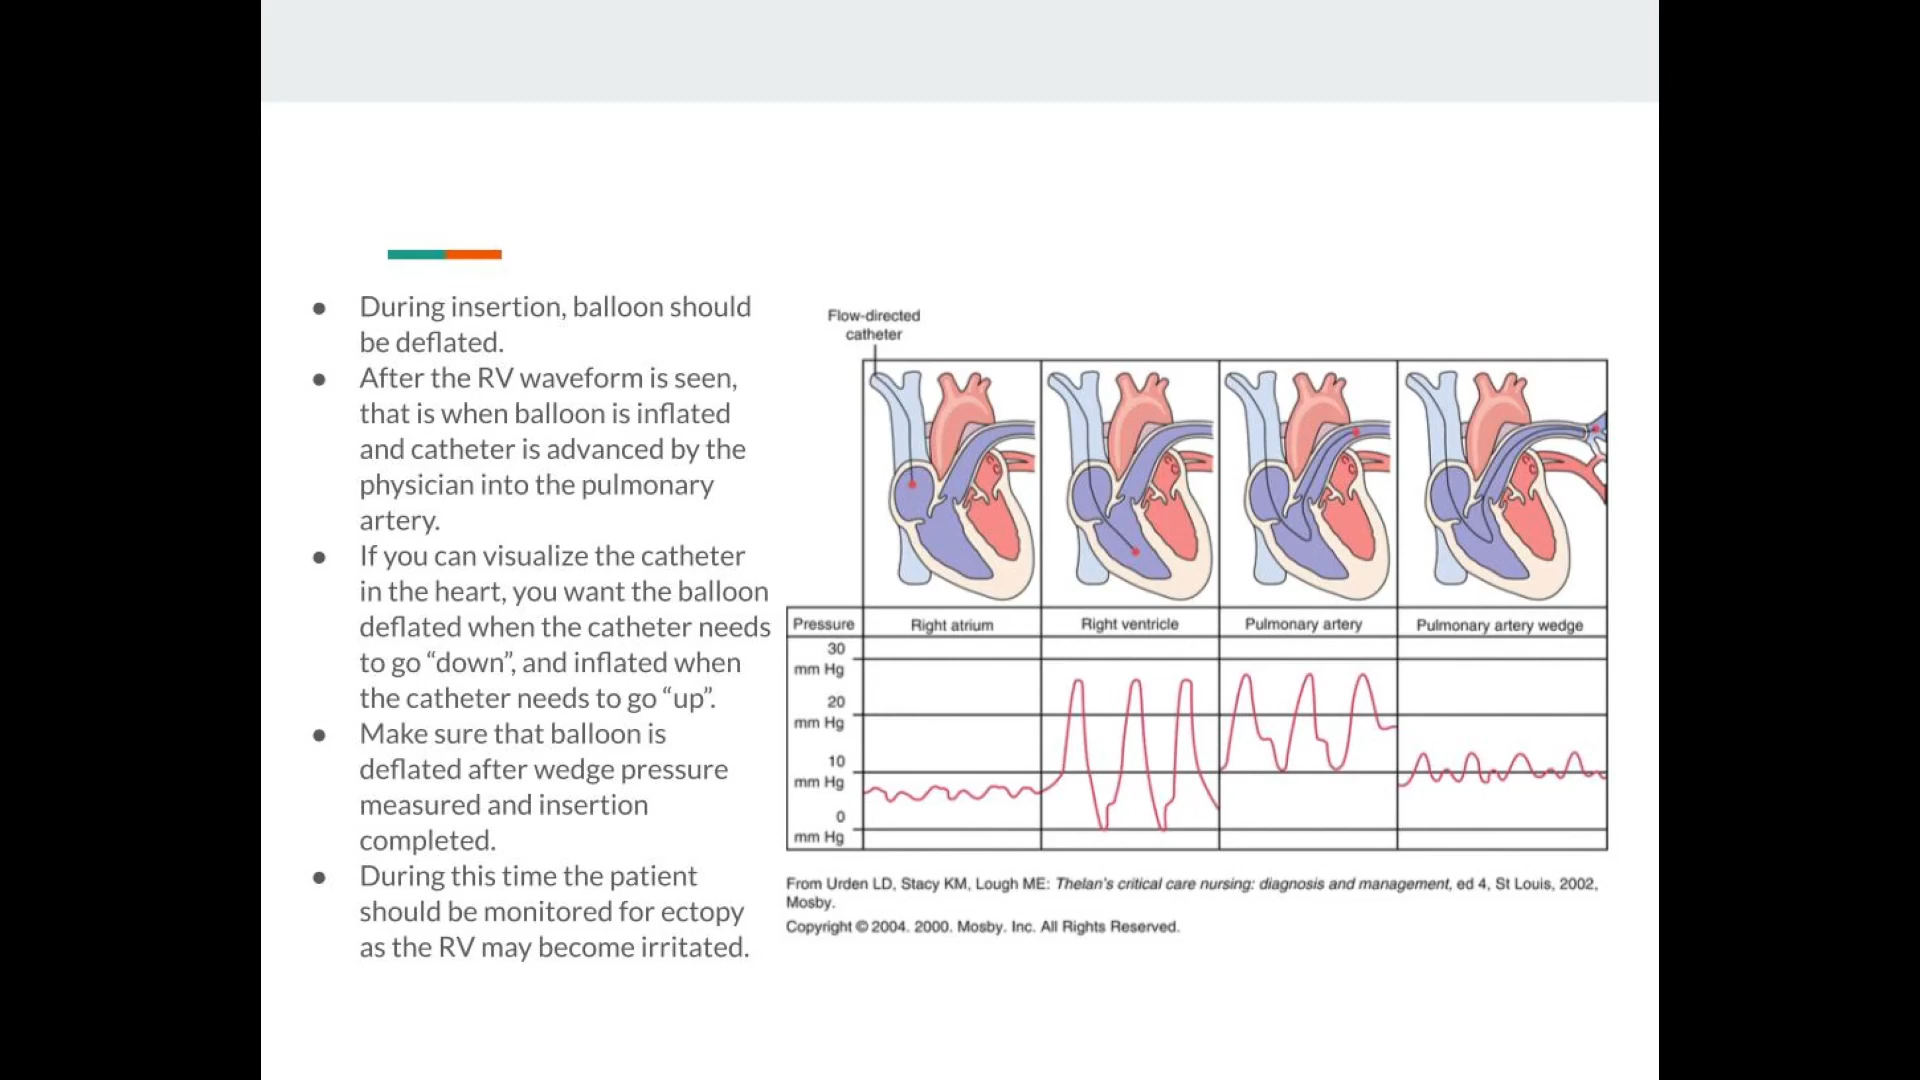 ● During insertion, balloon should
be deflated.
● After the RV waveform is seen,
that is when balloon is inflated
and catheter is advanced by the
physician into the pulmonary
artery.
● If you can visualize the catheter
in the heart, you want the balloon
deflated when the catheter needs
to go “down”, and inflated when
the catheter needs to go “up”.
● Make sure that balloon is
deflated after wedge pressure
measured and insertion
completed.
● During this time the patient
should be monitored for ectopy
as the RV may become irritated.
Flow-directed
catheter
Pressure Right atrium Right ventricle Pulmonary artery Pulmonary artery wedge
30
mm Hg
20
mm Hg
10
mm Hg
0
mm Hg
From Urden LD, Stacy KM, Lough ME: Thelan's critical care nursing: diagnosis and management, ed 4, St Louis, 2002,
Mosby.
Copyright © 2004. 2000. Mosby. Inc. All Rights Reserved.